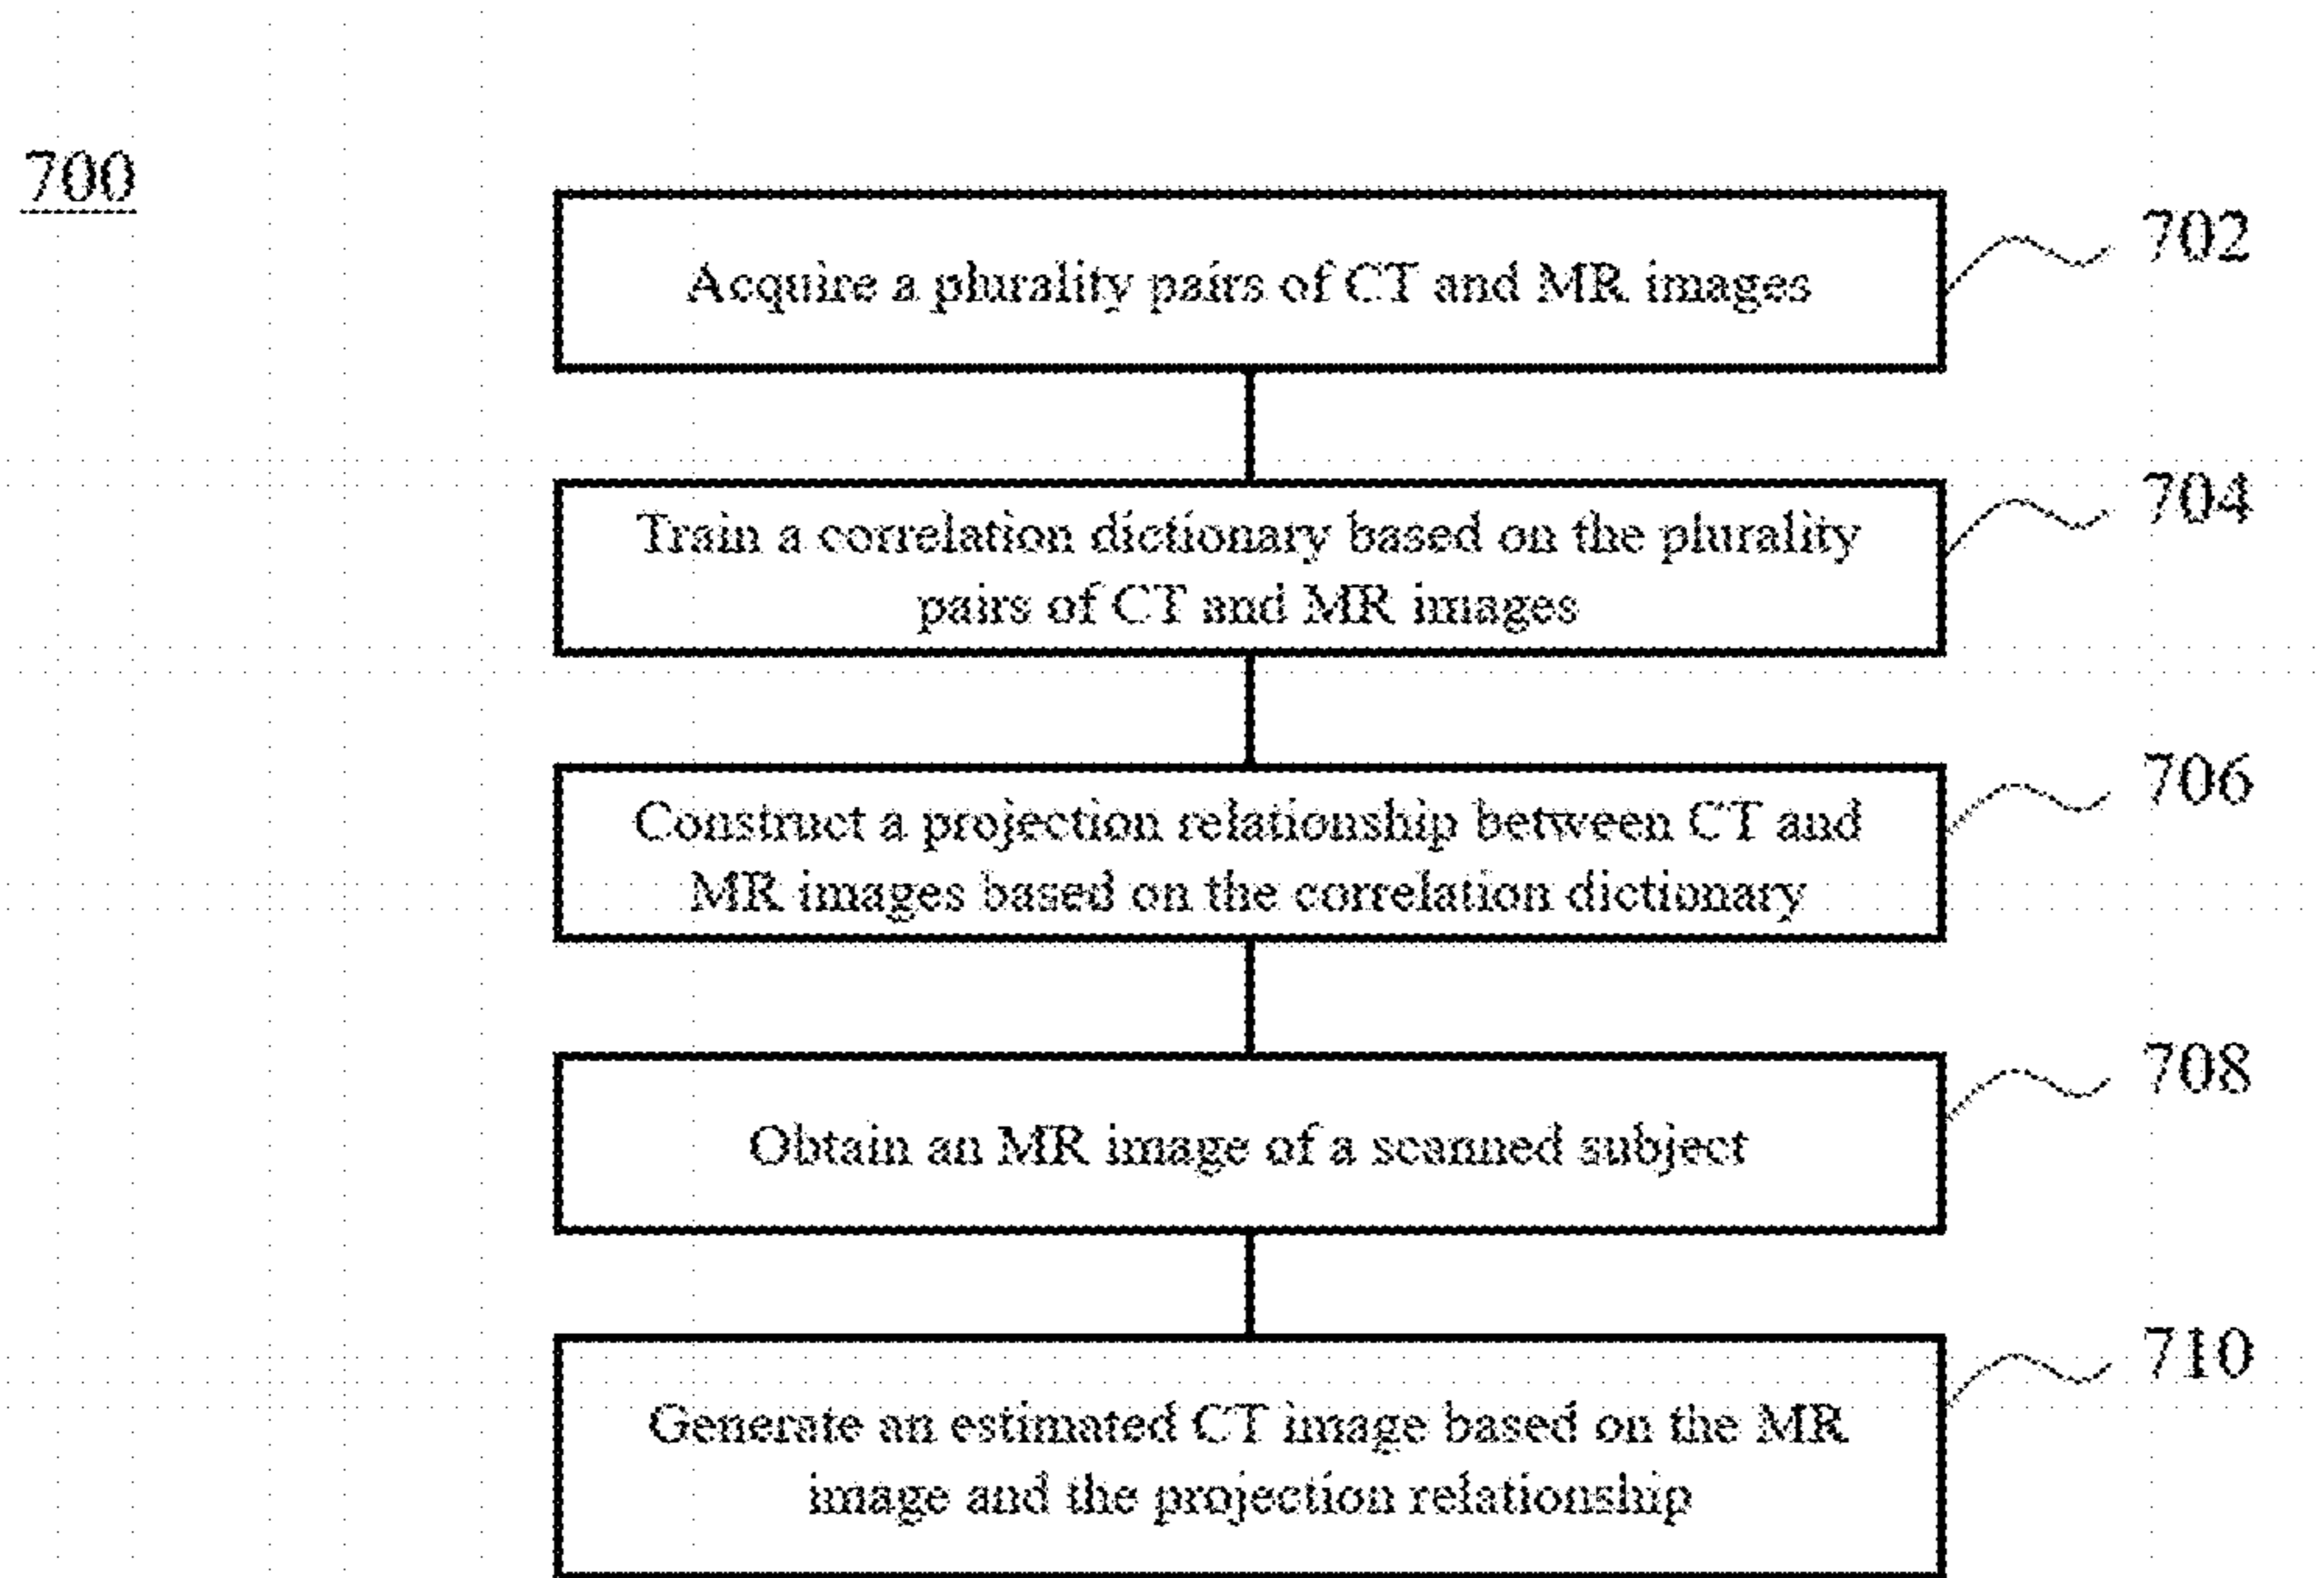 700
Acquire a plurality pairs of CT and MR images
702
Train a correlation dictionary based on the plurality
pairs of CT and MR images
704
Construct a projection relationship between CT and
MR images based on the correlation dictionary
706
Obtain an MR image of a scanned subject
708
Generate an estimated CT image based on the MR
image and the projection relationship
710